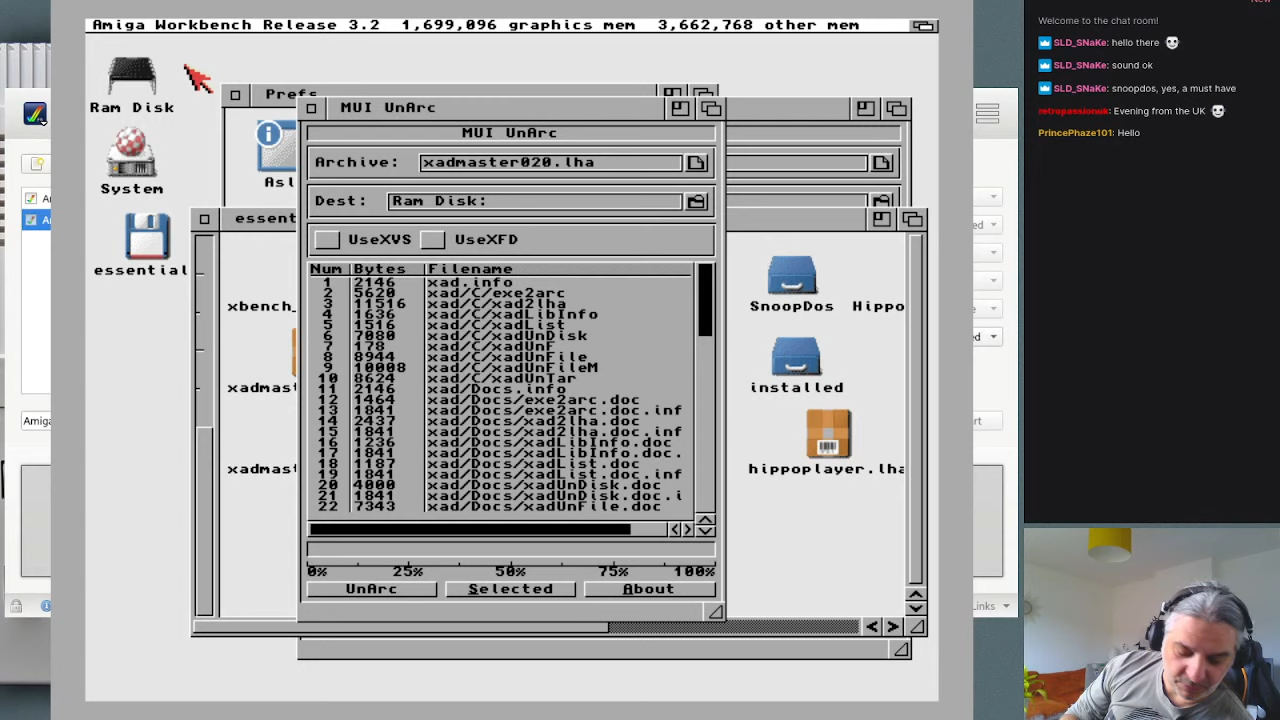 Amiga Workbench Release 3.2 1,699,096 graphics mem 3,662,768 other mem
New
Welcome to the chat room!
SLD_SNaKe: hello there
SLD_SNaKe: sound ok
SLD_SNaKe: snoopdos, yes, a must have
retropassionuk: Evening from the UK
PrincePhaze101: Hello
Ram Disk
System
essential
Prefs
Asl
MUI UnArc
MUI UnArc
Archive: xadmaster020.lha
Dest: Ram Disk:
UseXVS UseXFD
Num Bytes Filename
1 2146 xad.info
2 5620 xad/C/exe2arc
3 11516 xad/C/xad2lha
4 1636 xad/C/xadLibInfo
5 1516 xad/C/xadList
6 7080 xad/C/xadUnDisk
7 178 xad/C/xadUnF
8 8944 xad/C/xadUnFile
9 10008 xad/C/xadUnFileM
10 8624 xad/C/xadUnTar
11 2146 xad/Docs.info
12 1464 xad/Docs/exe2arc.doc
13 1841 xad/Docs/exe2arc.doc.inf
14 2437 xad/Docs/xad2lha.doc
15 1841 xad/Docs/xad2lha.doc.inf
16 1236 xad/Docs/xadLibInfo.doc
17 1841 xad/Docs/xadLibInfo.doc.
18 1187 xad/Docs/xadList.doc
19 1841 xad/Docs/xadList.doc.inf
20 4000 xad/Docs/xadUnDisk.doc
21 1841 xad/Docs/xadUnDisk.doc.i
22 7343 xad/Docs/xadUnFile.doc
0% 25% 50% 75% 100%
UnArc Selected About
essent
xbench_
xadmast
xadmast
SnoopDos Hippo
installed
hippoplayer.lha
Amiga
Links